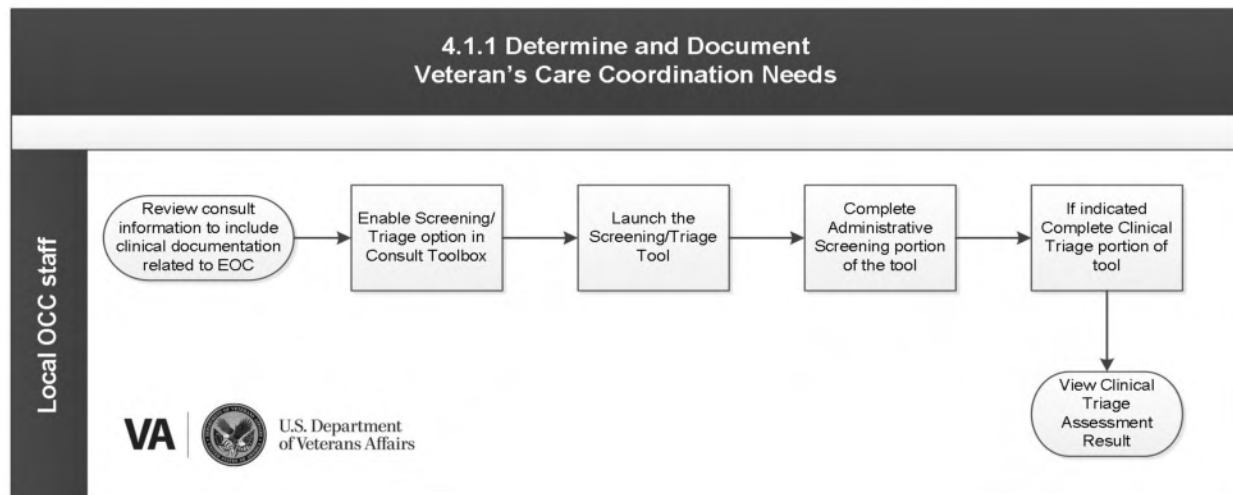 4.1.1 Determine and Document
Veteran's Care Coordination Needs
Local OCC staff
Review consult
information to include
clinical documentation
related to EOC
Enable Screening/
Triage option in
Consult Toolbox
Launch the
Screening/Triage
Tool
Complete
Administrative
Screening portion
of the tool
If indicated
Complete Clinical
Triage portion of
tool
View Clinical
Triage
Assessment
Result
VA
U.S. Department
of Veterans Affairs